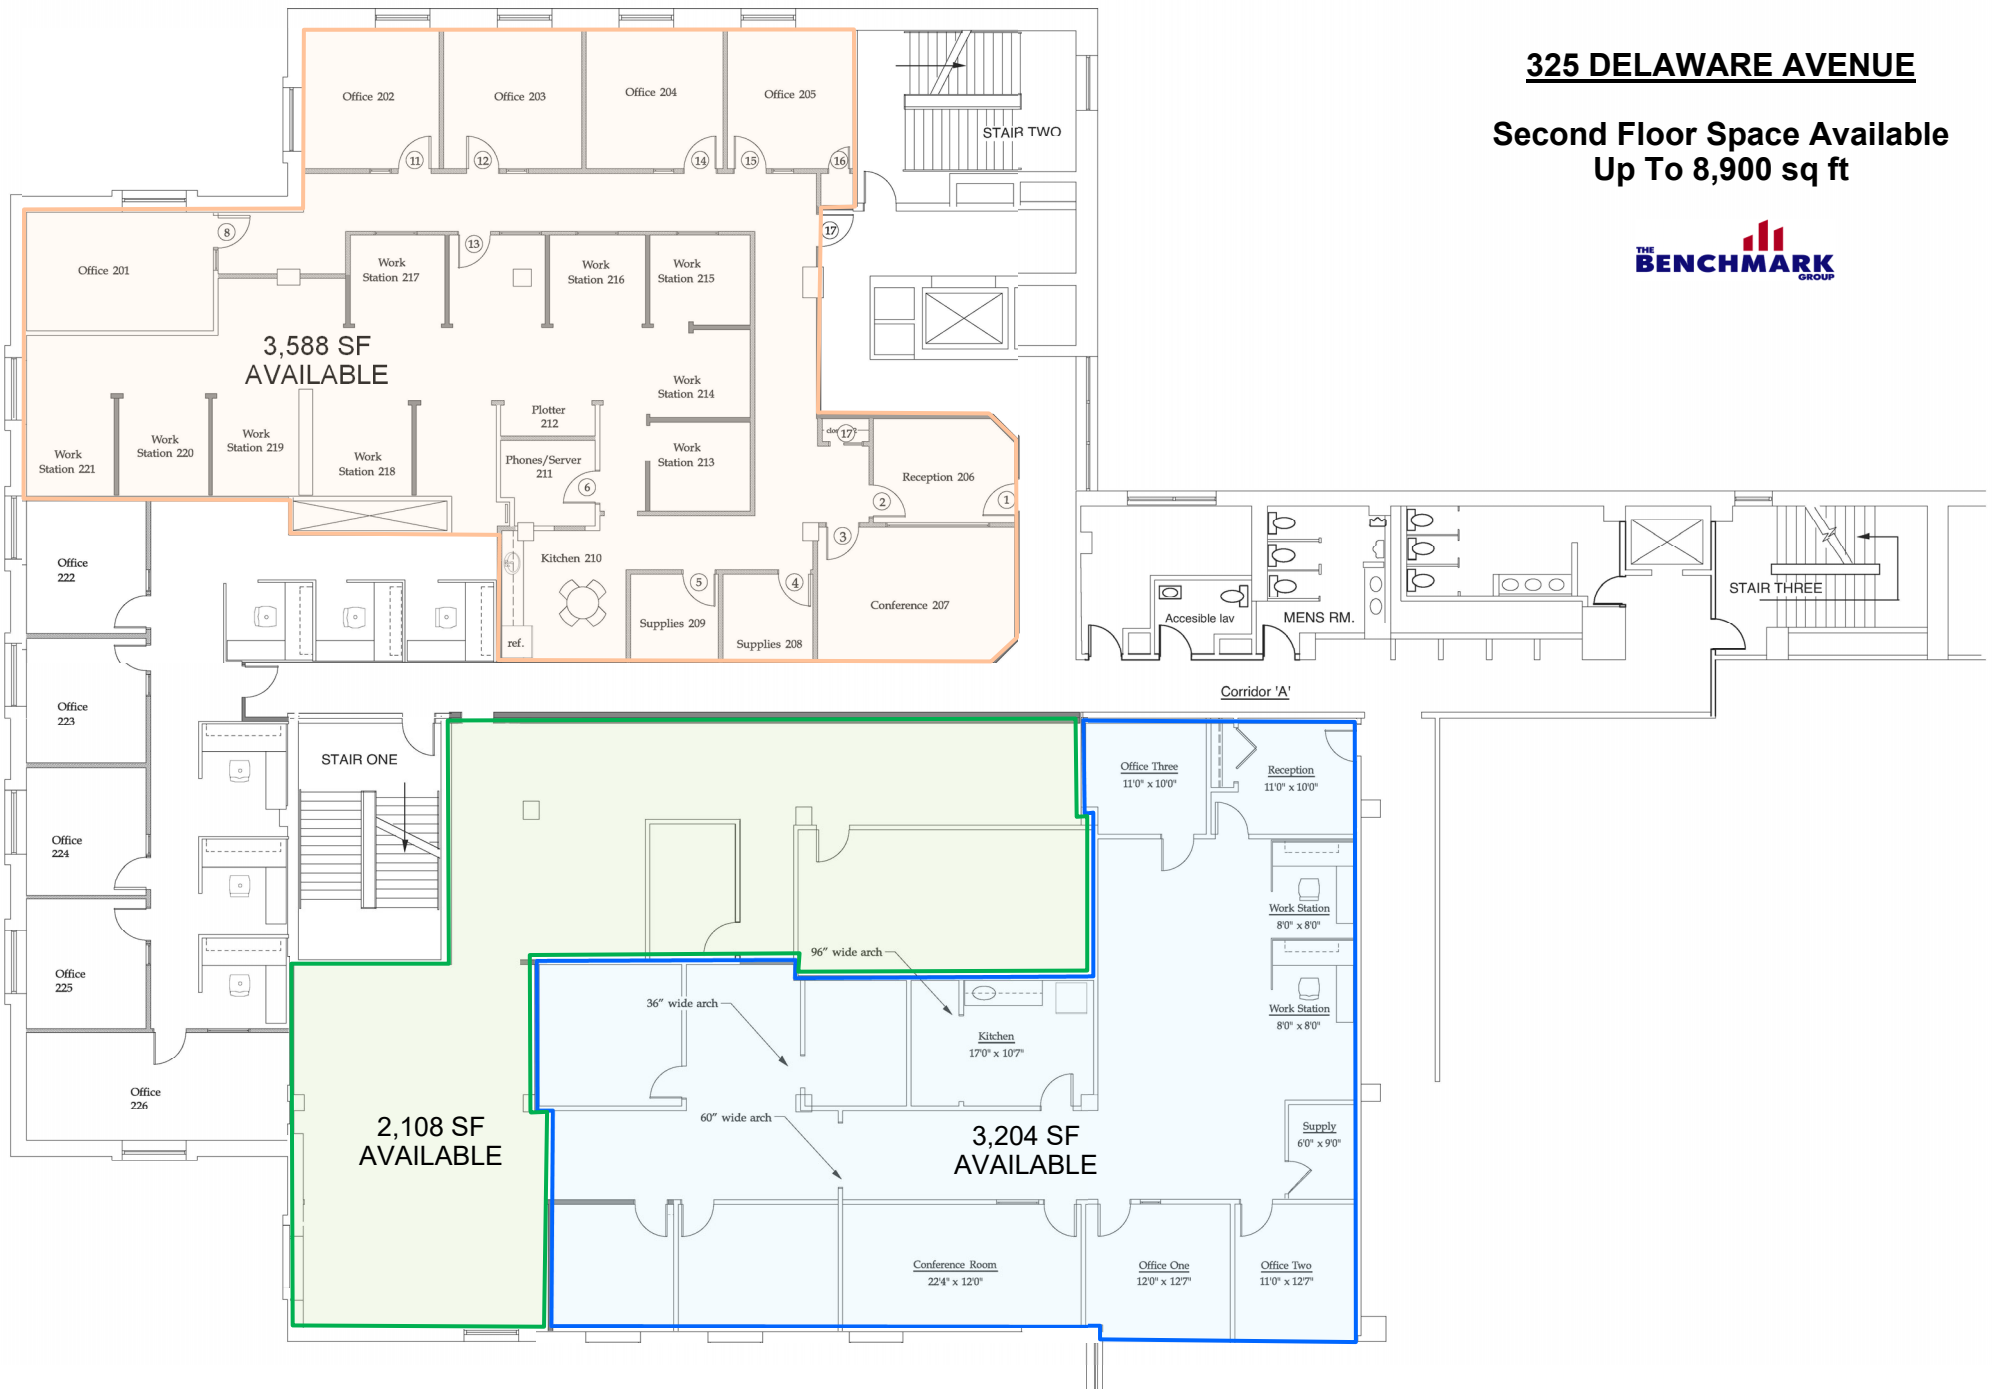 325 DELAWARE AVENUE
Second Floor Space Available
Up To 8,900 sq ft
THE
BENCHMARK
GROUP
Office 202
Office 203
Office 204
Office 205
STAIR TWO
11
12
14
15
16
8
13
17
Office 201
Work
Station 217
Work
Station 216
Work
Station 215
3,588 SF
AVAILABLE
Work
Station 214
Plotter
212
Work
Station 221
Work
Station 220
Work
Station 219
Work
Station 218
Phones/Server
211
6
Work
Station 213
17
Reception 206
2
1
3
Kitchen 210
5
4
ref.
Supplies 209
Supplies 208
Conference 207
Office
222
Office
223
Office
224
Office
225
Office
226
Accesible lav
MENS RM.
STAIR THREE
Corridor 'A'
STAIR ONE
Office Three
11'0" x 10'0"
Reception
11'0" x 10'0"
Work Station
8'0" x 8'0"
96" wide arch
36" wide arch
Work Station
8'0" x 8'0"
Kitchen
17'0" x 10'7"
60" wide arch
2,108 SF
AVAILABLE
3,204 SF
AVAILABLE
Supply
6'0" x 9'0"
Conference Room
22'4" x 12'0"
Office One
12'0" x 12'7"
Office Two
11'0" x 12'7"